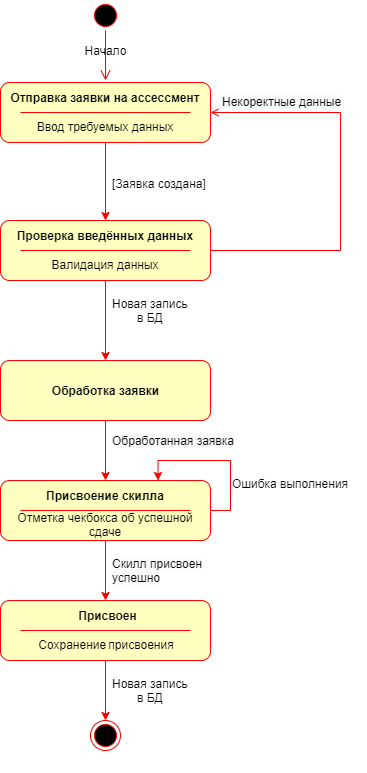 Начало
Отправка заявки на ассессмент
Некоректные данные
Ввод требуемых данных
[Заявка создана]
Проверка введённых данных
Валидация данных
Новая запись
в БД
Обработка заявки
Обработанная заявка
Присвоение скилла
Ошибка выполнения
Отметка чекбокса об успешной
сдаче
Скилл присвоен
успешно
Присвоен
Сохранение присвоения
Новая запись
в БД